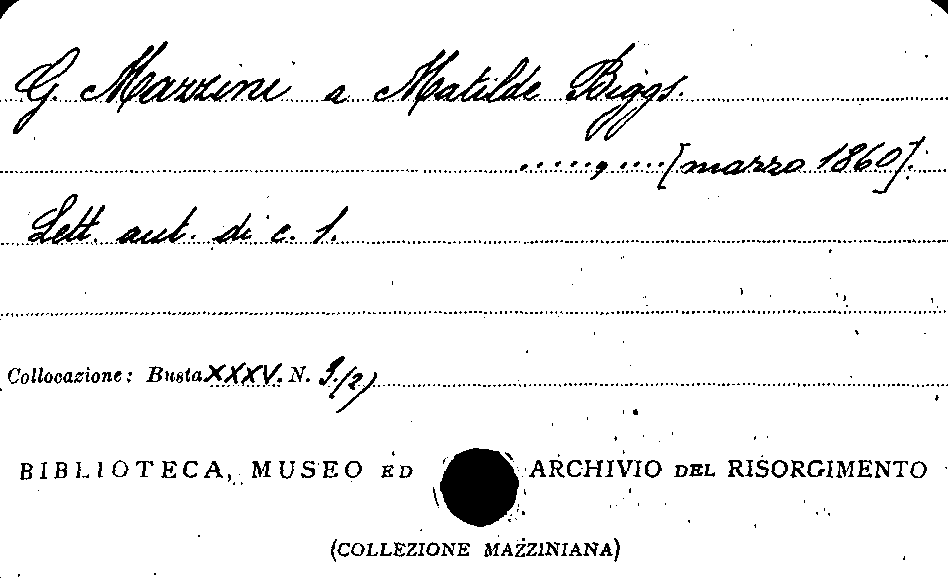 G. Mazzini a Matilde Biggs.
......, ....[marzo 1860].
Lett. aut. di c. 1.
Collocazione: Busta XXXV. N. 9.(2)
BIBLIOTECA, MUSEO ED ARCHIVIO DEL RISORGIMENTO
(COLLEZIONE MAZZINIANA)